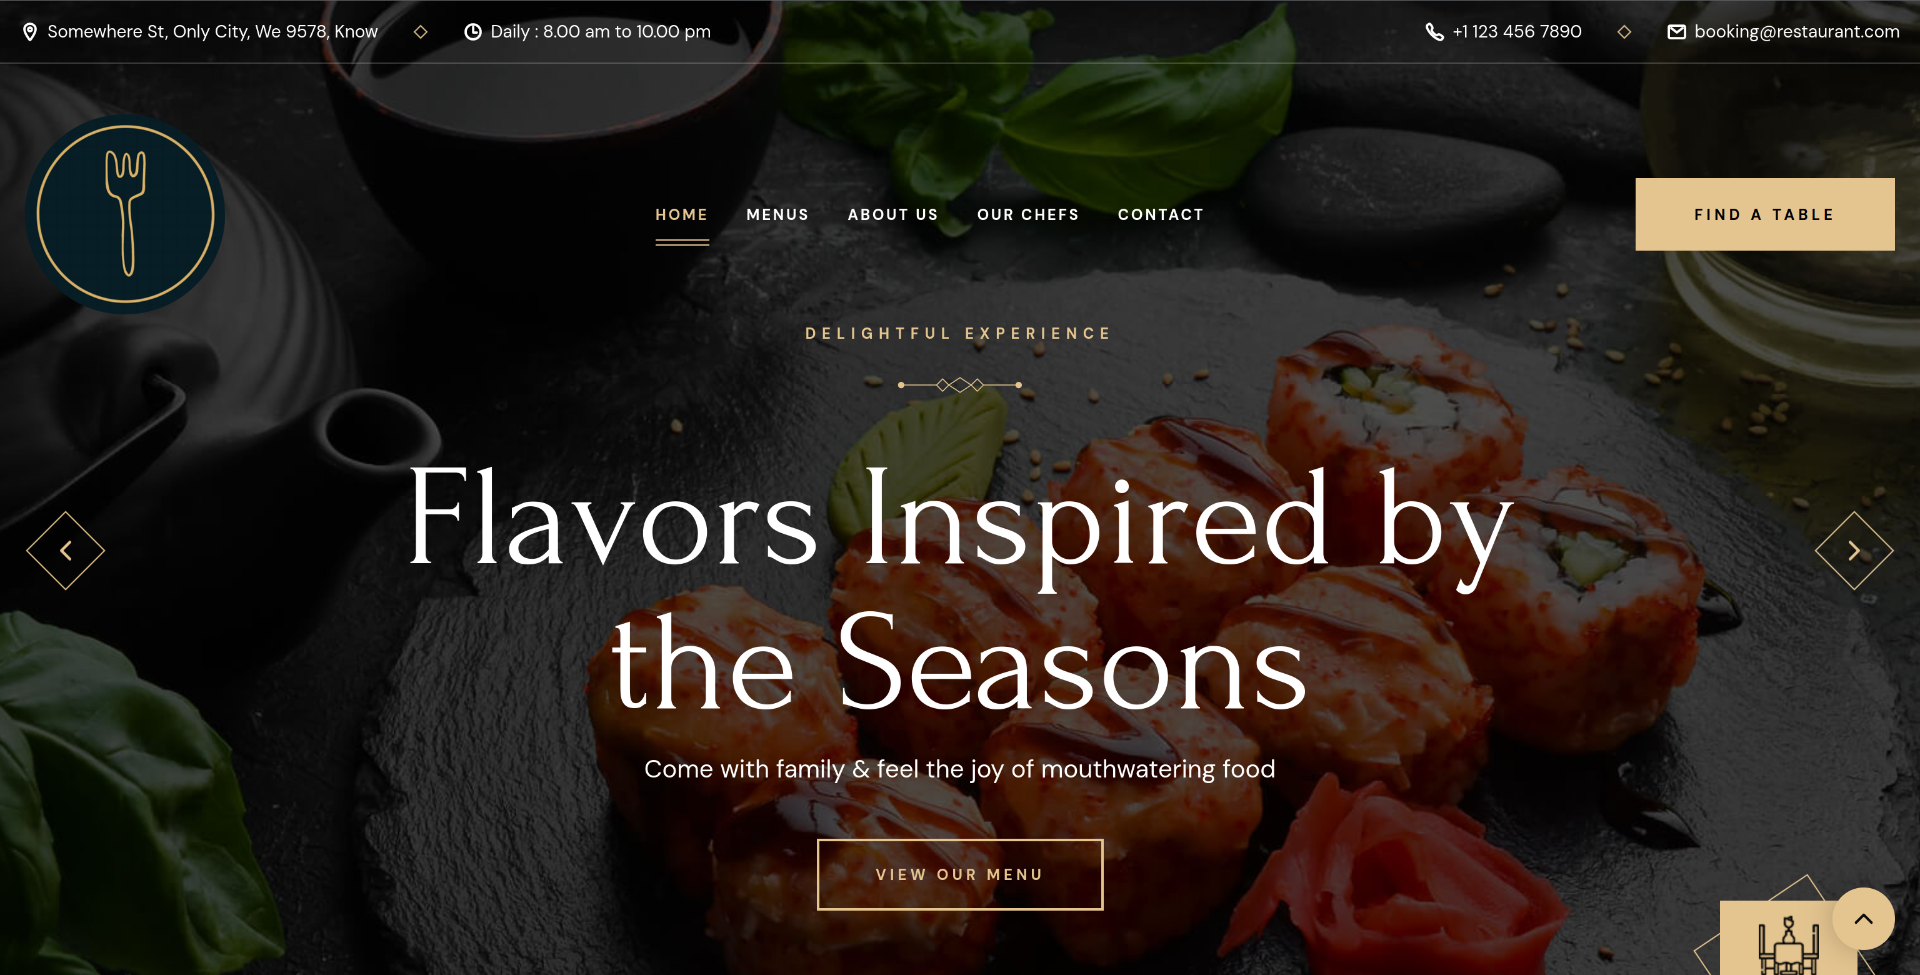 Somewhere St, Only City, We 9578, Know
Daily : 8.00 am to 10.00 pm
+1 123 456 7890
booking@restaurant.com
HOME
MENUS
ABOUT US
OUR CHEFS
CONTACT
FIND A TABLE
DELIGHTFUL EXPERIENCE
Flavors Inspired by
the Seasons
Come with family & feel the joy of mouthwatering food
VIEW OUR MENU